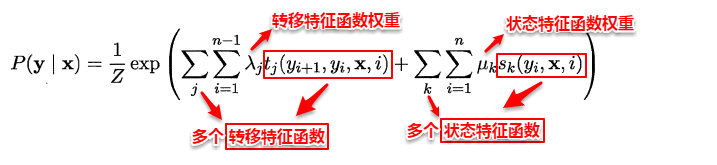 转移特征函数权重
状态特征函数权重
P(y | x) = 1/Z exp ( ∑_j ∑_{i=1}^{n-1} λ_j t_j(y_{i+1}, y_i, x, i) + ∑_k ∑_{i=1}^{n} μ_k s_k(y_i, x, i) )
多个 转移特征函数
多个 状态特征函数